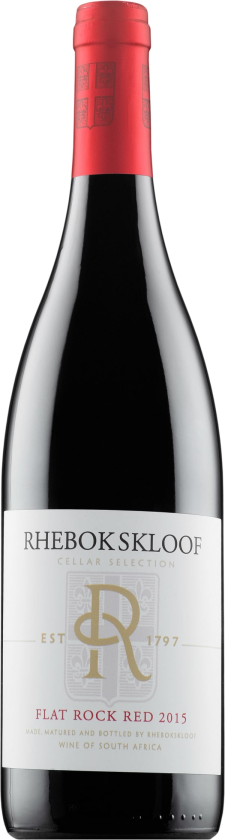 RHEBOKSKLOOF
CELLAR SELECTION
EST R 1797
FLAT ROCK RED 2015
MADE, MATURED AND BOTTLED BY RHEBOKSKLOOF
WINE OF SOUTH AFRICA